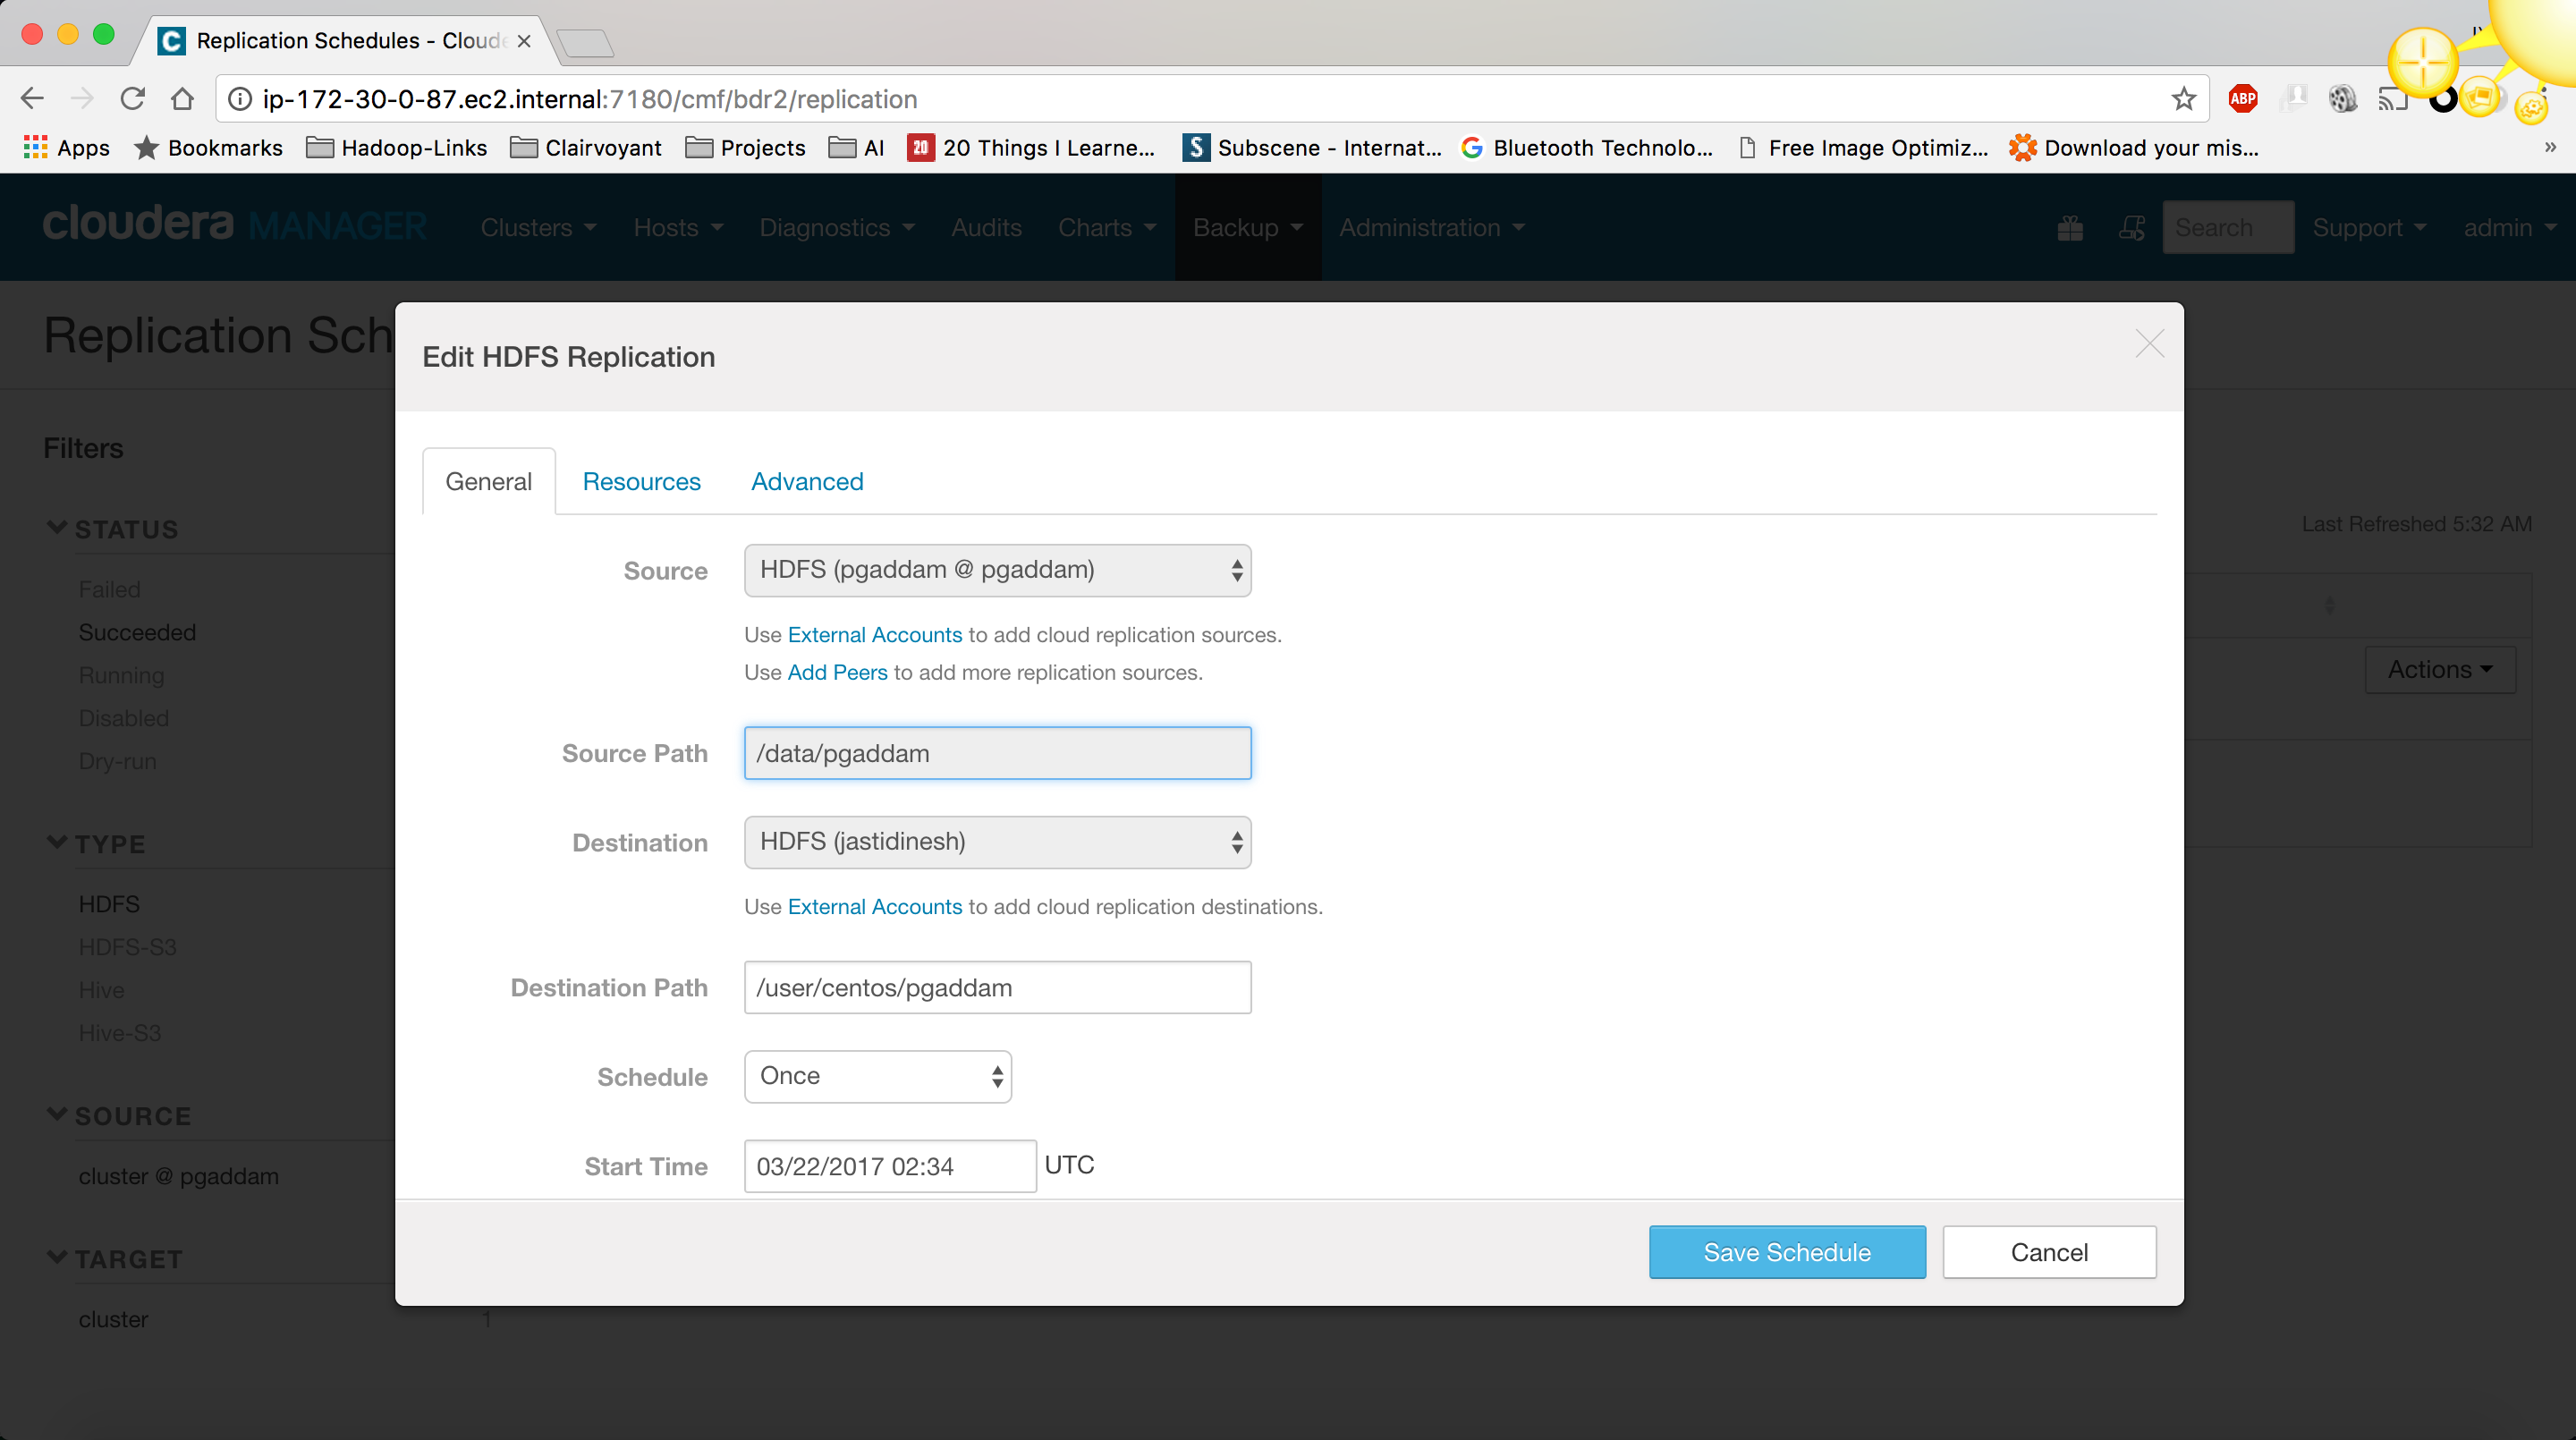 Replication Schedules - Cloude
ip-172-30-0-87.ec2.internal:7180/cmf/bdr2/replication
ABP
Apps Bookmarks Hadoop-Links Clairvoyant Projects AI 20 20 Things I Learne... S Subscene - Internat... Bluetooth Technolo... Free Image Optimiz... Download your mis... »
cloudera MANAGER Clusters Hosts Diagnostics Audits Charts Backup Administration Search Support admin
Replication Sch
Edit HDFS Replication
Filters
General Resources Advanced
STATUS
Last Refreshed 5:32 AM
Source HDFS (pgaddam @ pgaddam)
Failed
Succeeded
Use External Accounts to add cloud replication sources.
Running
Use Add Peers to add more replication sources.
Actions
Disabled
Source Path /data/pgaddam
Dry-run
TYPE
Destination HDFS (jastidinesh)
HDFS
Use External Accounts to add cloud replication destinations.
HDFS-S3
Hive
Destination Path /user/centos/pgaddam
Hive-S3
Schedule Once
SOURCE
cluster @ pgaddam
Start Time 03/22/2017 02:34 UTC
TARGET
Save Schedule Cancel
cluster 1